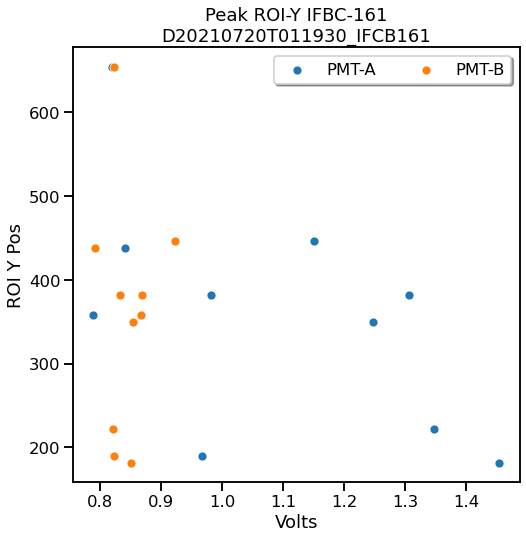 Peak ROI-Y IFBC-161
D20210720T011930_IFCB161
PMT-A PMT-B
600
500
400
300
200
ROI Y Pos
0.8 0.9 1.0 1.1 1.2 1.3 1.4
Volts